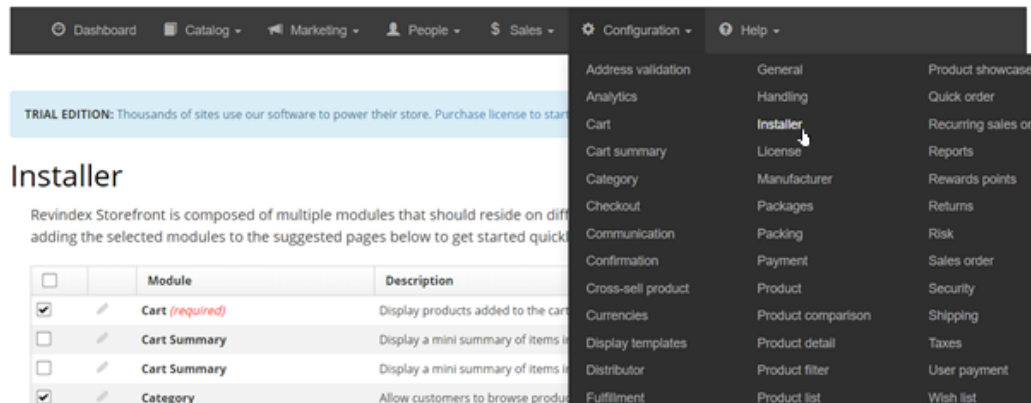 Dashboard Catalog Marketing People $ Sales Configuration Help
Address validation General Product showcase
Analytics Handling Quick order
TRIAL EDITION: Thousands of sites use our software to power their store. Purchase license to start
Cart Installer Recurring sales or
Cart summary License Reports
Installer
Category Manufacturer Rewards points
Checkout Packages Returns
Revindex Storefront is composed of multiple modules that should reside on diff
Communication Packing Risk
adding the selected modules to the suggested pages below to get started quickl
Confirmation Payment Sales order
Module Description
Cross-sell product Product Security
Cart (required) Display products added to the cart
Currencies Product comparison Shipping
Cart Summary Display a mini summary of items i
Display templates Product detail Taxes
Cart Summary Display a mini summary of items i
Distributor Product filter User payment
Category Allow customers to browse produc
Fulfillment Product list Wish list